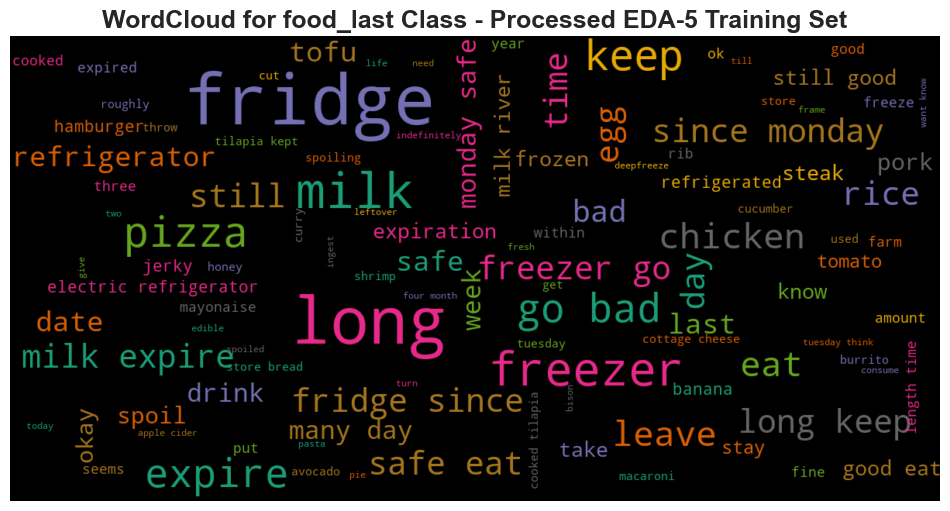 WordCloud for food_last Class - Processed EDA-5 Training Set
cooked
expired
tofu
cut
life
need
year
keep
ok
till
good
still good
fridge
monday safe
time
roughly
store
freeze
want know
frame
hamburger
throw
tilapia kept
indefinitely
milk river
egg
since monday
refrigerator
spoiling
frozen
deepfreeze
rib
pork
three
still
milk
refrigerated
steak
rice
two
leftover
bad
cucumber
pizza
curry
ingest
expiration
within
chicken
used
farm
fresh
give
jerky
honey
safe
shrimp
freezer go
get
day
tomato
electric refrigerator
four month
week
know
mayonaise
long
go bad
last
date
edible
amount
milk expire
spoiled
store bread
tuesday
cottage cheese
tuesday think
eat
burrito
consume
length time
freezer
turn
drink
fridge since
bison
banana
today
okay
spoil
apple cider
many day
cooked tilapia
leave
long keep
put
pasta
take
stay
seems
expire
avocado
pie
safe eat
macaroni
fine
good eat